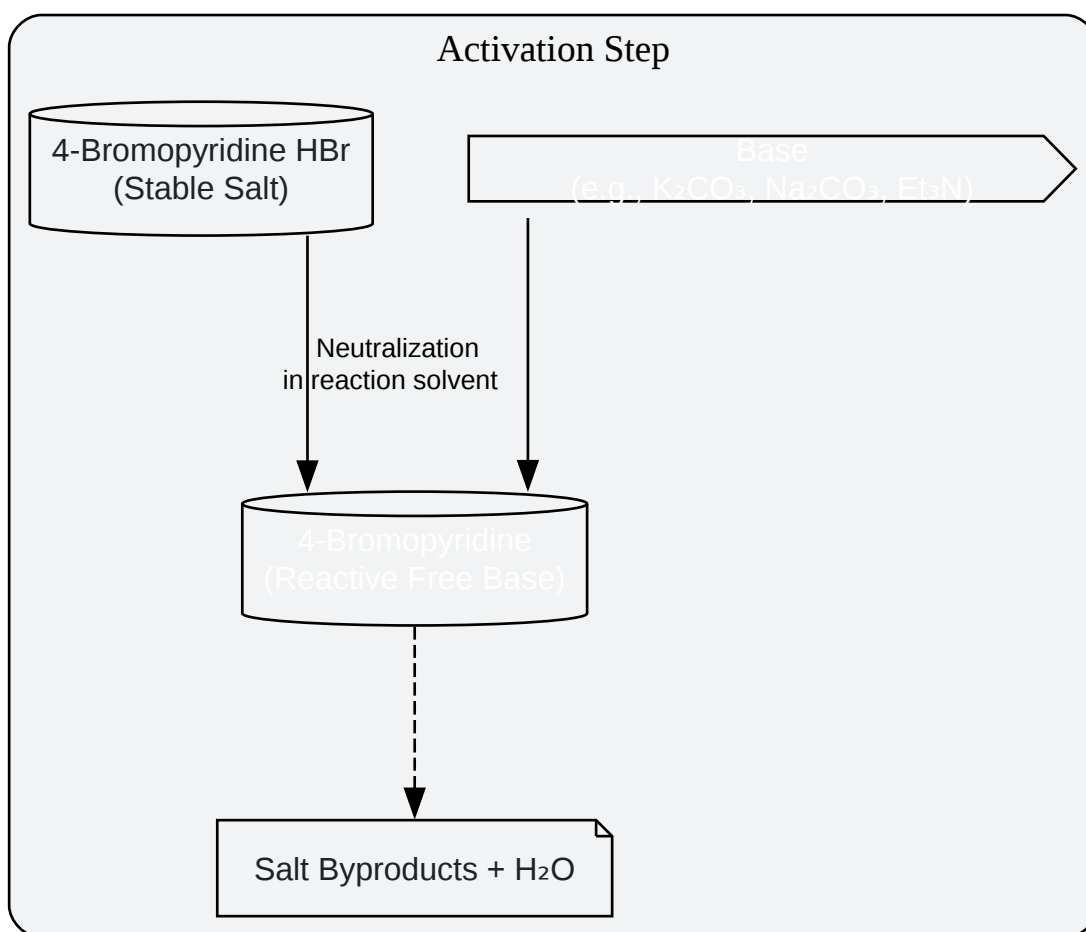 Activation Step
4-Bromopyridine HBr
(Stable Salt)
Base
(e.g., K₂CO₃, Na₂CO₃, Et₃N)
Neutralization
in reaction solvent
4-Bromopyridine
(Reactive Free Base)
Salt Byproducts + H₂O